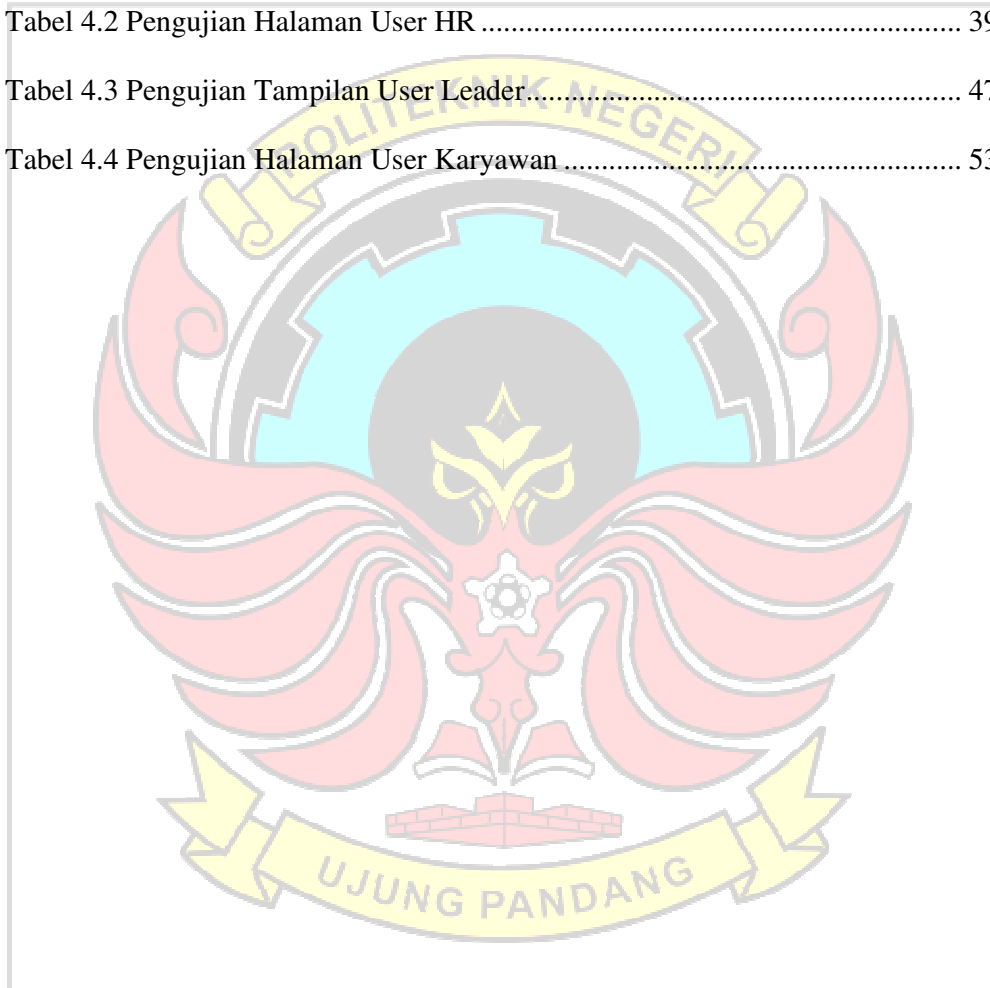 Tabel 4.2 Pengujian Halaman User HR ................................................................ 39
Tabel 4.3 Pengujian Tampilan User Leader.......................................................... 47
Tabel 4.4 Pengujian Halaman User Karyawan ..................................................... 53
POLITEKNIK NEGERI
UJUNG PANDANG